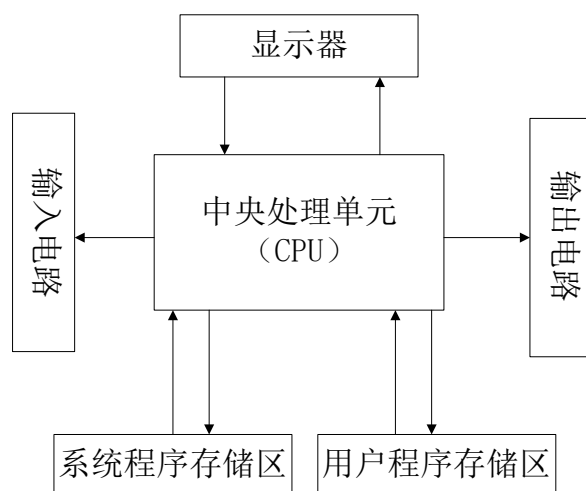 显示器
输入电路
中央处理单元
（CPU）
输出电路
系统程序存储区
用户程序存储区